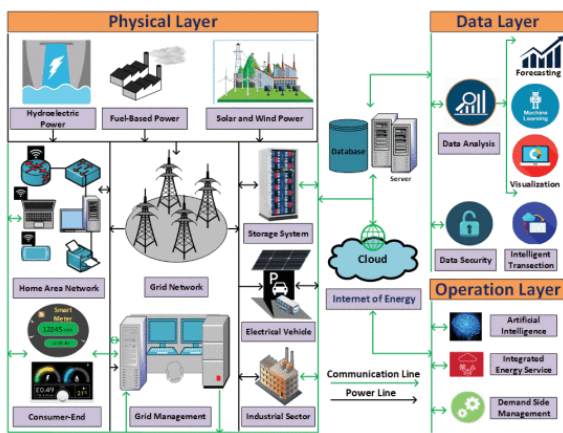 Physical Layer
Hydroelectric
Power
Fuel-Based Power
Solar and Wind Power
Home Area Network
Grid Network
Storage System
P
Electrical Vehicle
Smart
Meter
12345
£0.49
Consumer-End
Grid Management
Industrial Sector
Database
Server
Cloud
Internet of Energy
Communication Line
Power Line
Data Layer
Forecasting
Data Analysis
Machine
Learning
Visualization
Data Security
Intelligent
Transection
Operation Layer
Artificial
Intelligence
Integrated
Energy Service
Demand Side
Management